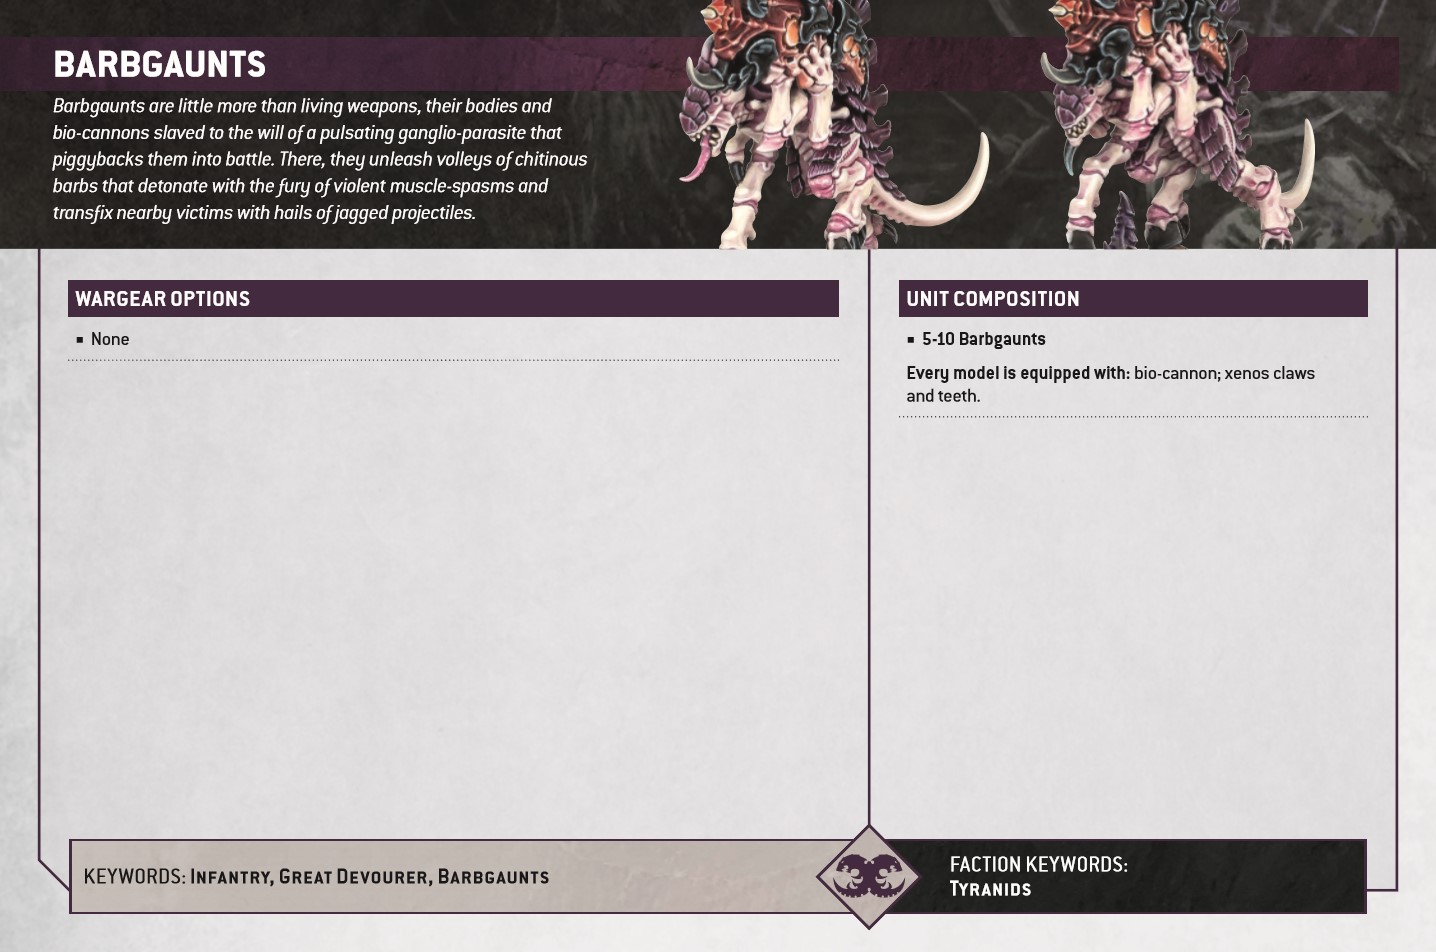 BARBGAUNTS
Barbgaunts are little more than living weapons, their bodies and
bio-cannons slaved to the will of a pulsating ganglio-parasite that
piggybacks them into battle. There, they unleash volleys of chitinous
barbs that detonate with the fury of violent muscle-spasms and
transfix nearby victims with hails of jagged projectiles.
WARGEAR OPTIONS
▪ None
UNIT COMPOSITION
▪ 5-10 Barbgaunts
Every model is equipped with: bio-cannon; xenos claws
and teeth.
KEYWORDS: INFANTRY, GREAT DEVOURER, BARBGAUNTS
FACTION KEYWORDS:
TYRANIDS